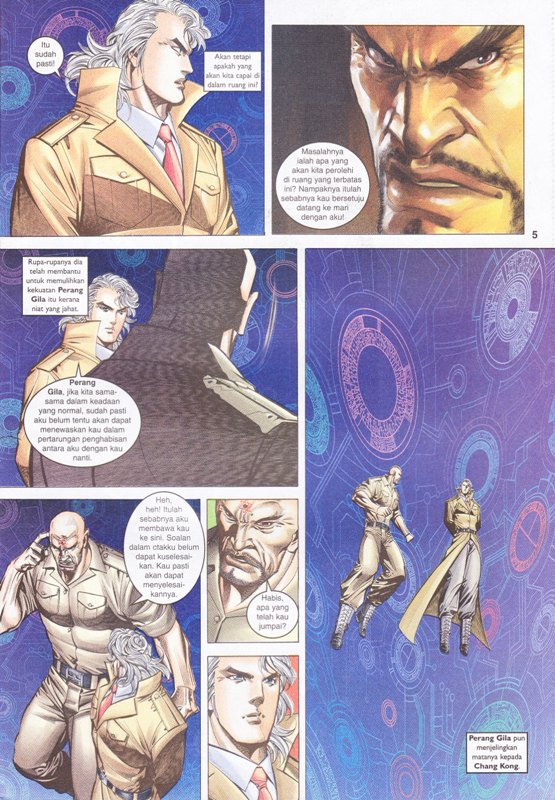 Itu
sudah
pasti!
Akan tetapi
apakah yang
akan kita capai di
dalam ruang ini?
Masalahnya
ialah apa yang
akan kita perolehi
di ruang yang terbatas
ini? Nampaknya itulah
sebabnya kau bersetuju
datang ke mari
dengan aku!
5
Rupa-rupanya dia
telah membantu
untuk memulihkan
kekuatan Perang
Gila itu kerana
niat yang jahat.
Perang
Gila, jika kita sama-
sama dalam keadaan
yang normal, sudah pasti
aku belum tentu akan dapat
menewaskan kau dalam
pertarungan penghabisan
antara aku dengan kau
nanti.
Heh,
heh! Itulah
sebabnya aku
membawa kau
ke sini. Soalan
dalam otakku belum
dapat kuselesai-
kan. Kau pasti
akan dapat
menyelesai-
kannya.
Habis,
apa yang
telah kau
jumpai?
Perang Gila pun
menjelingkan
matanya kepada
Chang Kong.